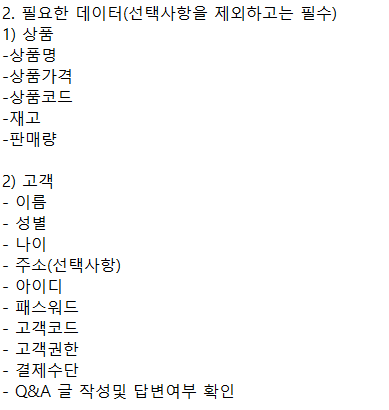 2. 필요한 데이터(선택사항을 제외하고는 필수)
1) 상품
-상품명
-상품가격
-상품코드
-재고
-판매량

2) 고객
- 이름
- 성별
- 나이
- 주소(선택사항)
- 아이디
- 패스워드
- 고객코드
- 고객권한
- 결제수단
- Q&A 글 작성및 답변여부 확인